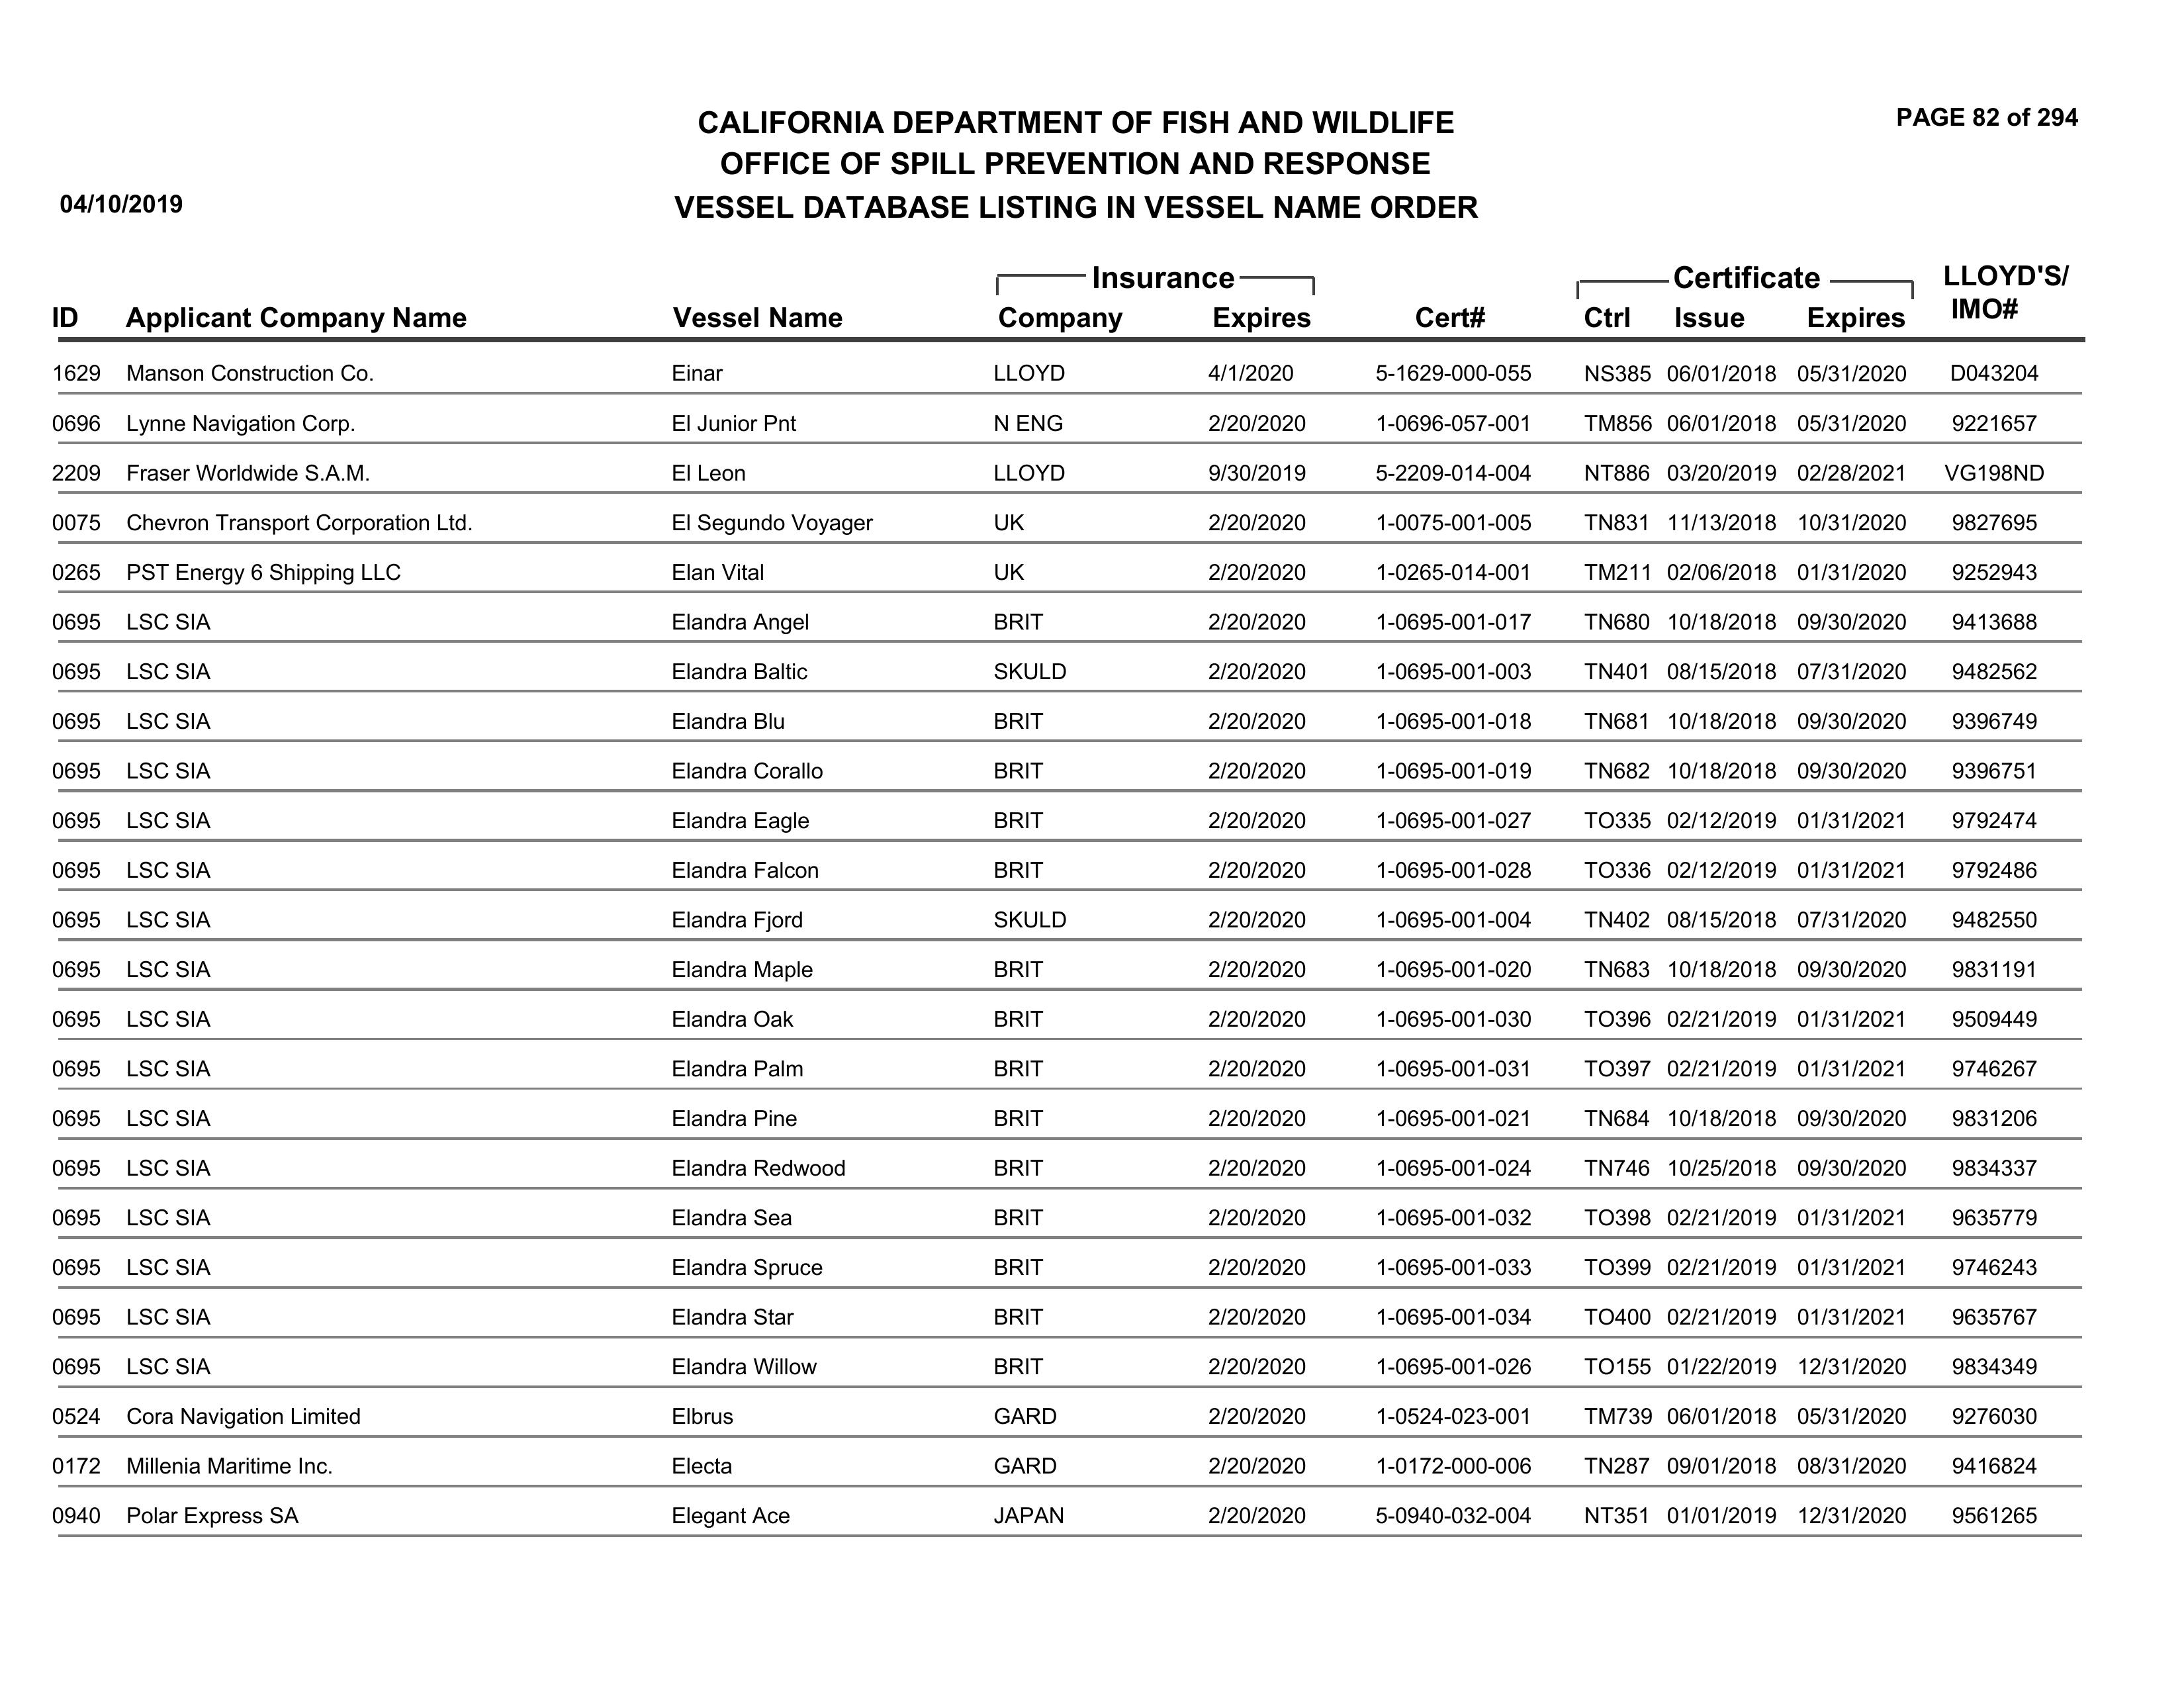 PAGE 82 of 294
CALIFORNIA DEPARTMENT OF FISH AND WILDLIFE
OFFICE OF SPILL PREVENTION AND RESPONSE
04/10/2019 VESSEL DATABASE LISTING IN VESSEL NAME ORDER
Insurance Certificate LLOYD'S/
ID Applicant Company Name Vessel Name Company Expires Cert# Ctrl Issue Expires IMO#
1629 Manson Construction Co. Einar LLOYD 4/1/2020 5-1629-000-055 NS385 06/01/2018 05/31/2020 D043204
0696 Lynne Navigation Corp. El Junior Pnt N ENG 2/20/2020 1-0696-057-001 TM856 06/01/2018 05/31/2020 9221657
2209 Fraser Worldwide S.A.M. El Leon LLOYD 9/30/2019 5-2209-014-004 NT886 03/20/2019 02/28/2021 VG198ND
0075 Chevron Transport Corporation Ltd. El Segundo Voyager UK 2/20/2020 1-0075-001-005 TN831 11/13/2018 10/31/2020 9827695
0265 PST Energy 6 Shipping LLC Elan Vital UK 2/20/2020 1-0265-014-001 TM211 02/06/2018 01/31/2020 9252943
0695 LSC SIA Elandra Angel BRIT 2/20/2020 1-0695-001-017 TN680 10/18/2018 09/30/2020 9413688
0695 LSC SIA Elandra Baltic SKULD 2/20/2020 1-0695-001-003 TN401 08/15/2018 07/31/2020 9482562
0695 LSC SIA Elandra Blu BRIT 2/20/2020 1-0695-001-018 TN681 10/18/2018 09/30/2020 9396749
0695 LSC SIA Elandra Corallo BRIT 2/20/2020 1-0695-001-019 TN682 10/18/2018 09/30/2020 9396751
0695 LSC SIA Elandra Eagle BRIT 2/20/2020 1-0695-001-027 TO335 02/12/2019 01/31/2021 9792474
0695 LSC SIA Elandra Falcon BRIT 2/20/2020 1-0695-001-028 TO336 02/12/2019 01/31/2021 9792486
0695 LSC SIA Elandra Fjord SKULD 2/20/2020 1-0695-001-004 TN402 08/15/2018 07/31/2020 9482550
0695 LSC SIA Elandra Maple BRIT 2/20/2020 1-0695-001-020 TN683 10/18/2018 09/30/2020 9831191
0695 LSC SIA Elandra Oak BRIT 2/20/2020 1-0695-001-030 TO396 02/21/2019 01/31/2021 9509449
0695 LSC SIA Elandra Palm BRIT 2/20/2020 1-0695-001-031 TO397 02/21/2019 01/31/2021 9746267
0695 LSC SIA Elandra Pine BRIT 2/20/2020 1-0695-001-021 TN684 10/18/2018 09/30/2020 9831206
0695 LSC SIA Elandra Redwood BRIT 2/20/2020 1-0695-001-024 TN746 10/25/2018 09/30/2020 9834337
0695 LSC SIA Elandra Sea BRIT 2/20/2020 1-0695-001-032 TO398 02/21/2019 01/31/2021 9635779
0695 LSC SIA Elandra Spruce BRIT 2/20/2020 1-0695-001-033 TO399 02/21/2019 01/31/2021 9746243
0695 LSC SIA Elandra Star BRIT 2/20/2020 1-0695-001-034 TO400 02/21/2019 01/31/2021 9635767
0695 LSC SIA Elandra Willow BRIT 2/20/2020 1-0695-001-026 TO155 01/22/2019 12/31/2020 9834349
0524 Cora Navigation Limited Elbrus GARD 2/20/2020 1-0524-023-001 TM739 06/01/2018 05/31/2020 9276030
0172 Millenia Maritime Inc. Electa GARD 2/20/2020 1-0172-000-006 TN287 09/01/2018 08/31/2020 9416824
0940 Polar Express SA Elegant Ace JAPAN 2/20/2020 5-0940-032-004 NT351 01/01/2019 12/31/2020 9561265